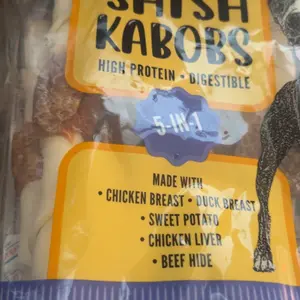 SHISH
KABOBS
HIGH PROTEIN • DIGESTIBLE
5-IN-1
MADE WITH
• CHICKEN BREAST • DUCK BREAST
• SWEET POTATO
• CHICKEN LIVER
• BEEF HIDE